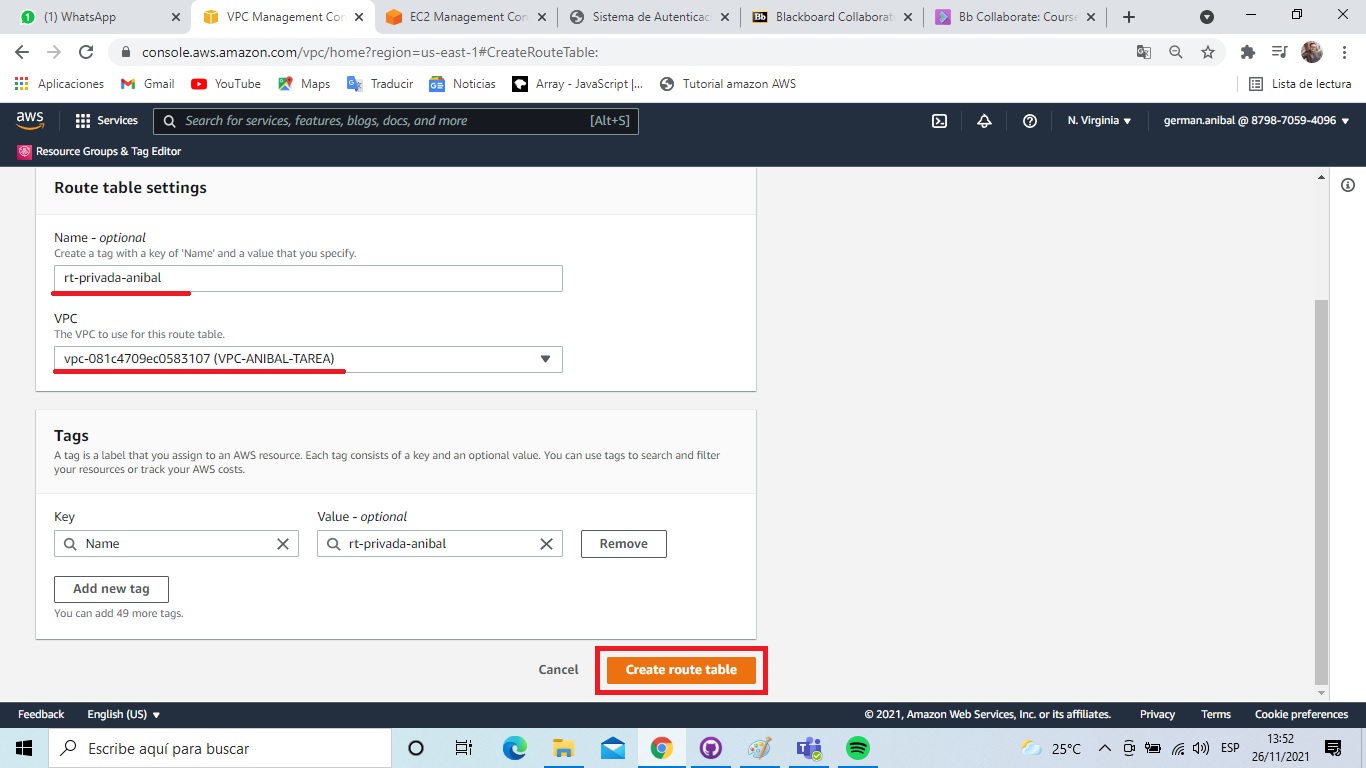 (1) WhatsApp
VPC Management Con
EC2 Management Con
Sistema de Autenticac
Bb
Blackboard Collaborat
Bb Collaborate: Course
console.aws.amazon.com/vpc/home?region=us-east-1#CreateRouteTable:
Aplicaciones
Gmail
YouTube
Maps
Traducir
Noticias
Array - JavaScript |...
Tutorial amazon AWS
Lista de lectura
aws
Services
Search for services, features, blogs, docs, and more
[Alt+S]
N. Virginia
german.anibal @ 8798-7059-4096
Resource Groups & Tag Editor
Route table settings
Name - optional
Create a tag with a key of 'Name' and a value that you specify.
rt-privada-anibal
VPC
The VPC to use for this route table.
vpc-081c4709ec0583107 (VPC-ANIBAL-TAREA)
Tags
A tag is a label that you assign to an AWS resource. Each tag consists of a key and an optional value. You can use tags to search and filter
your resources or track your AWS costs.
Key
Value - optional
Name
rt-privada-anibal
Remove
Add new tag
You can add 49 more tags.
Cancel
Create route table
Feedback
English (US)
© 2021, Amazon Web Services, Inc. or its affiliates.
Privacy
Terms
Cookie preferences
Escribe aquí para buscar
25°C
ESP
13:52
26/11/2021